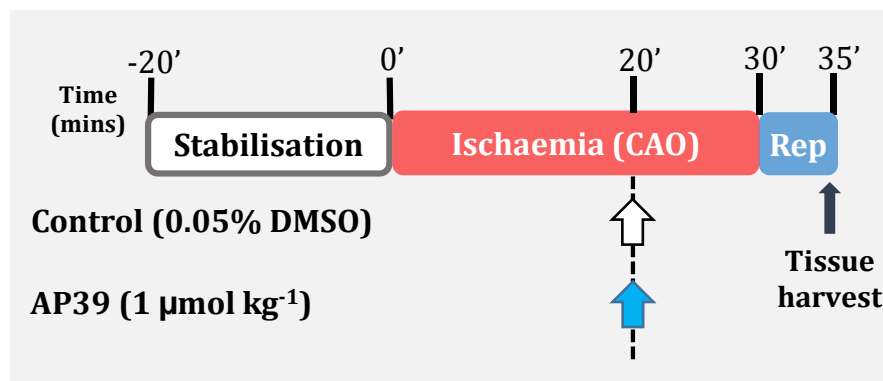 -20’ 0’ 20’ 30’ 35’
Time
(mins)
Stabilisation Ischaemia (CAO) Rep
Control (0.05% DMSO)
Tissue
harvest
AP39 (1 μmol kg⁻¹)